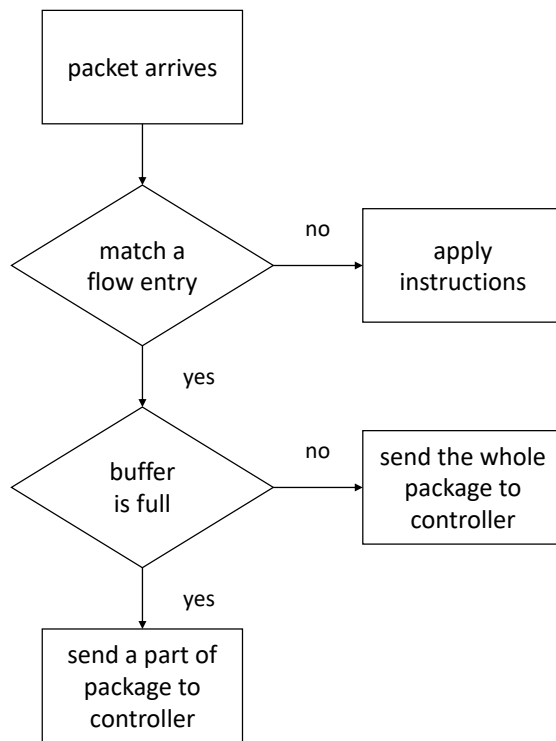 packet arrives
match a
flow entry
no
apply
instructions
yes
buffer
is full
no
send the whole
package to
controller
yes
send a part of
package to
controller